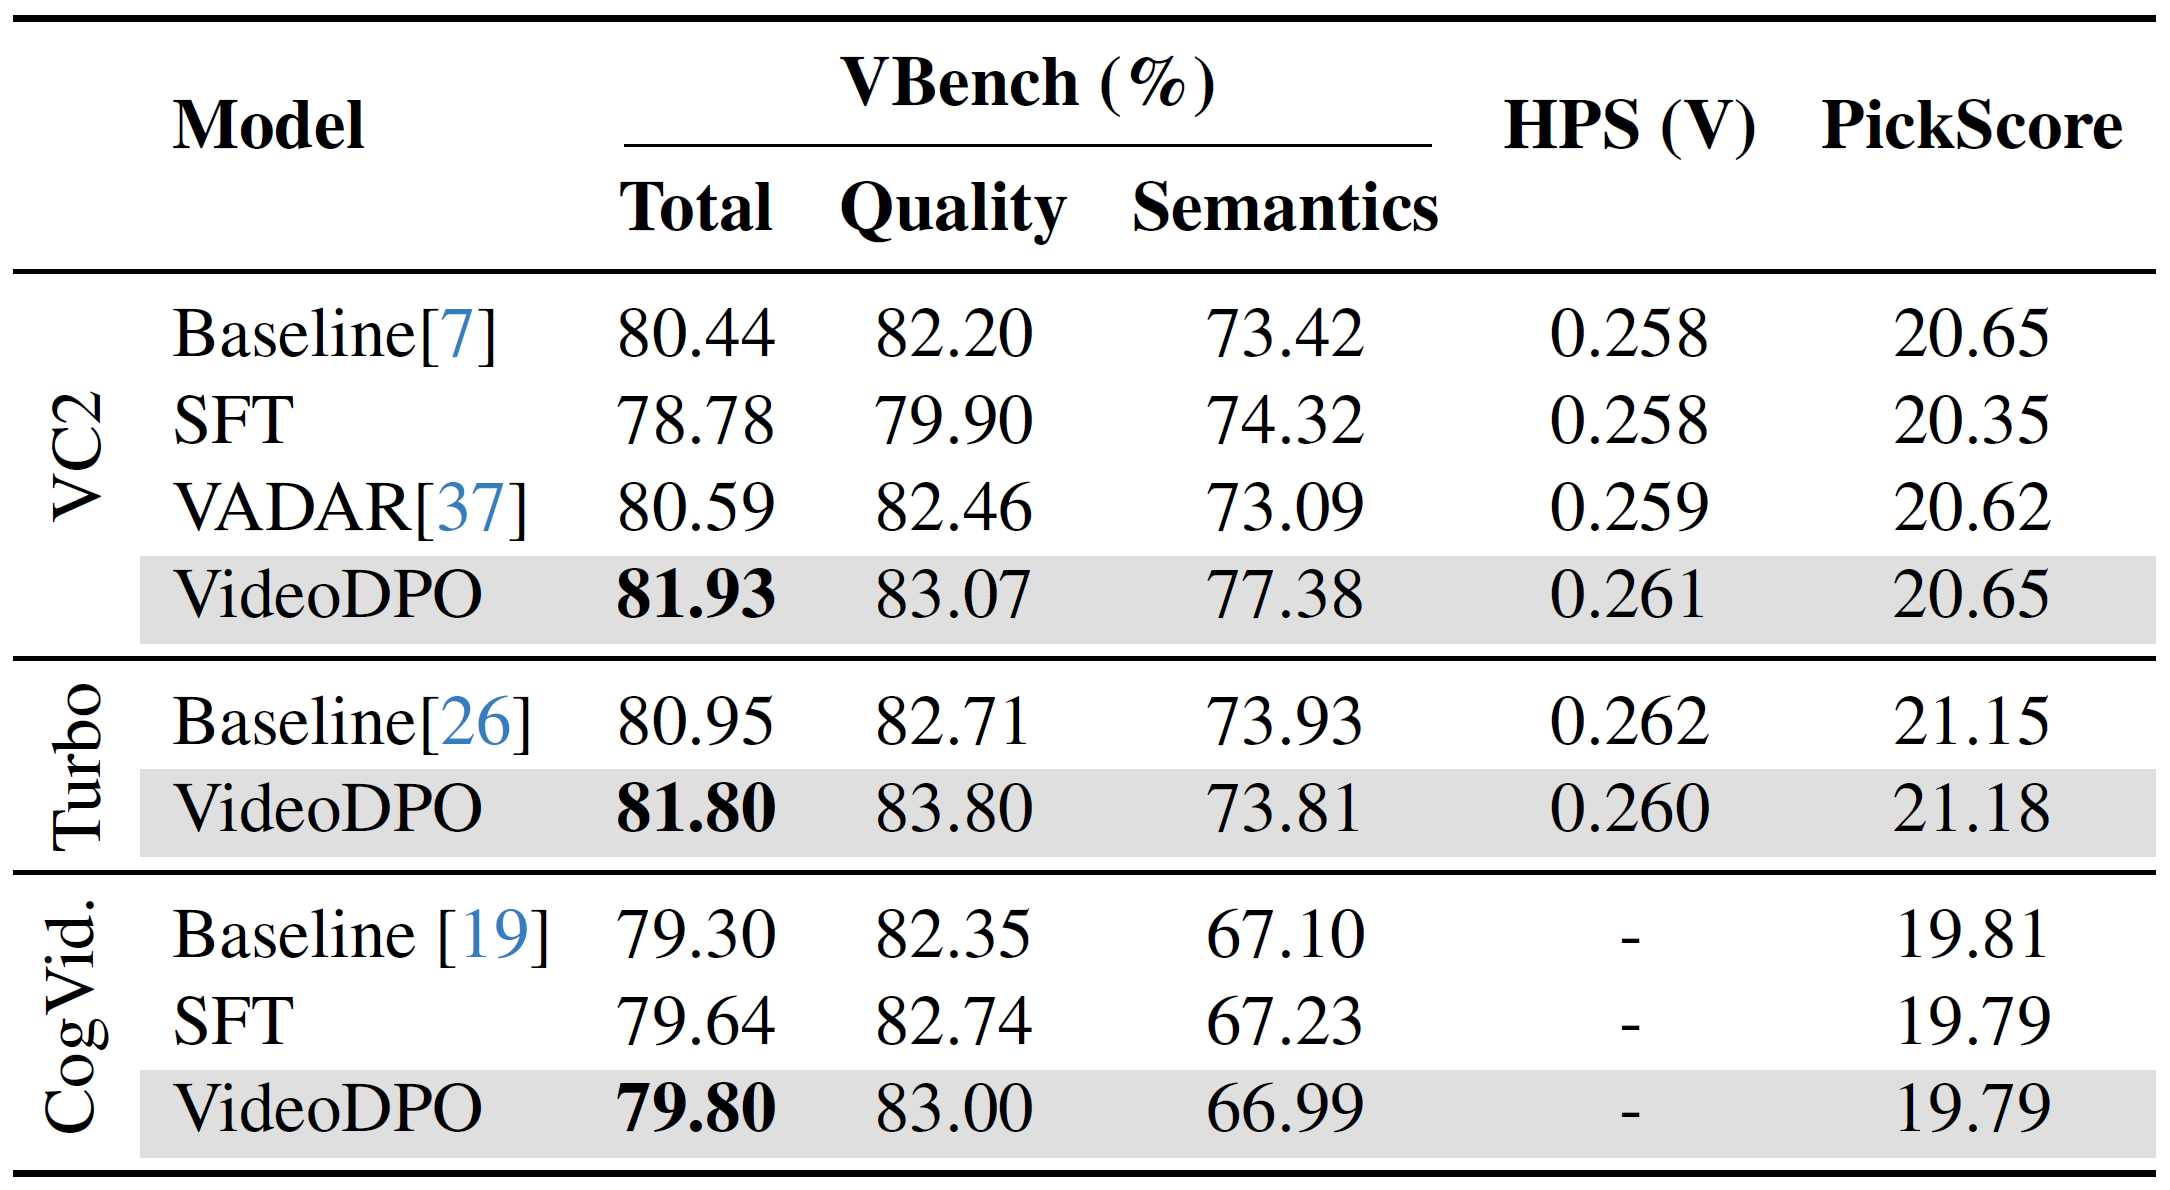 Model VBench (%) HPS (V) PickScore
Total Quality Semantics
VC2
Baseline[7] 80.44 82.20 73.42 0.258 20.65
SFT 78.78 79.90 74.32 0.258 20.35
VADAR[37] 80.59 82.46 73.09 0.259 20.62
VideoDPO 81.93 83.07 77.38 0.261 20.65
Turbo
Baseline[26] 80.95 82.71 73.93 0.262 21.15
VideoDPO 81.80 83.80 73.81 0.260 21.18
CogVid.
Baseline [19] 79.30 82.35 67.10 - 19.81
SFT 79.64 82.74 67.23 - 19.79
VideoDPO 79.80 83.00 66.99 - 19.79